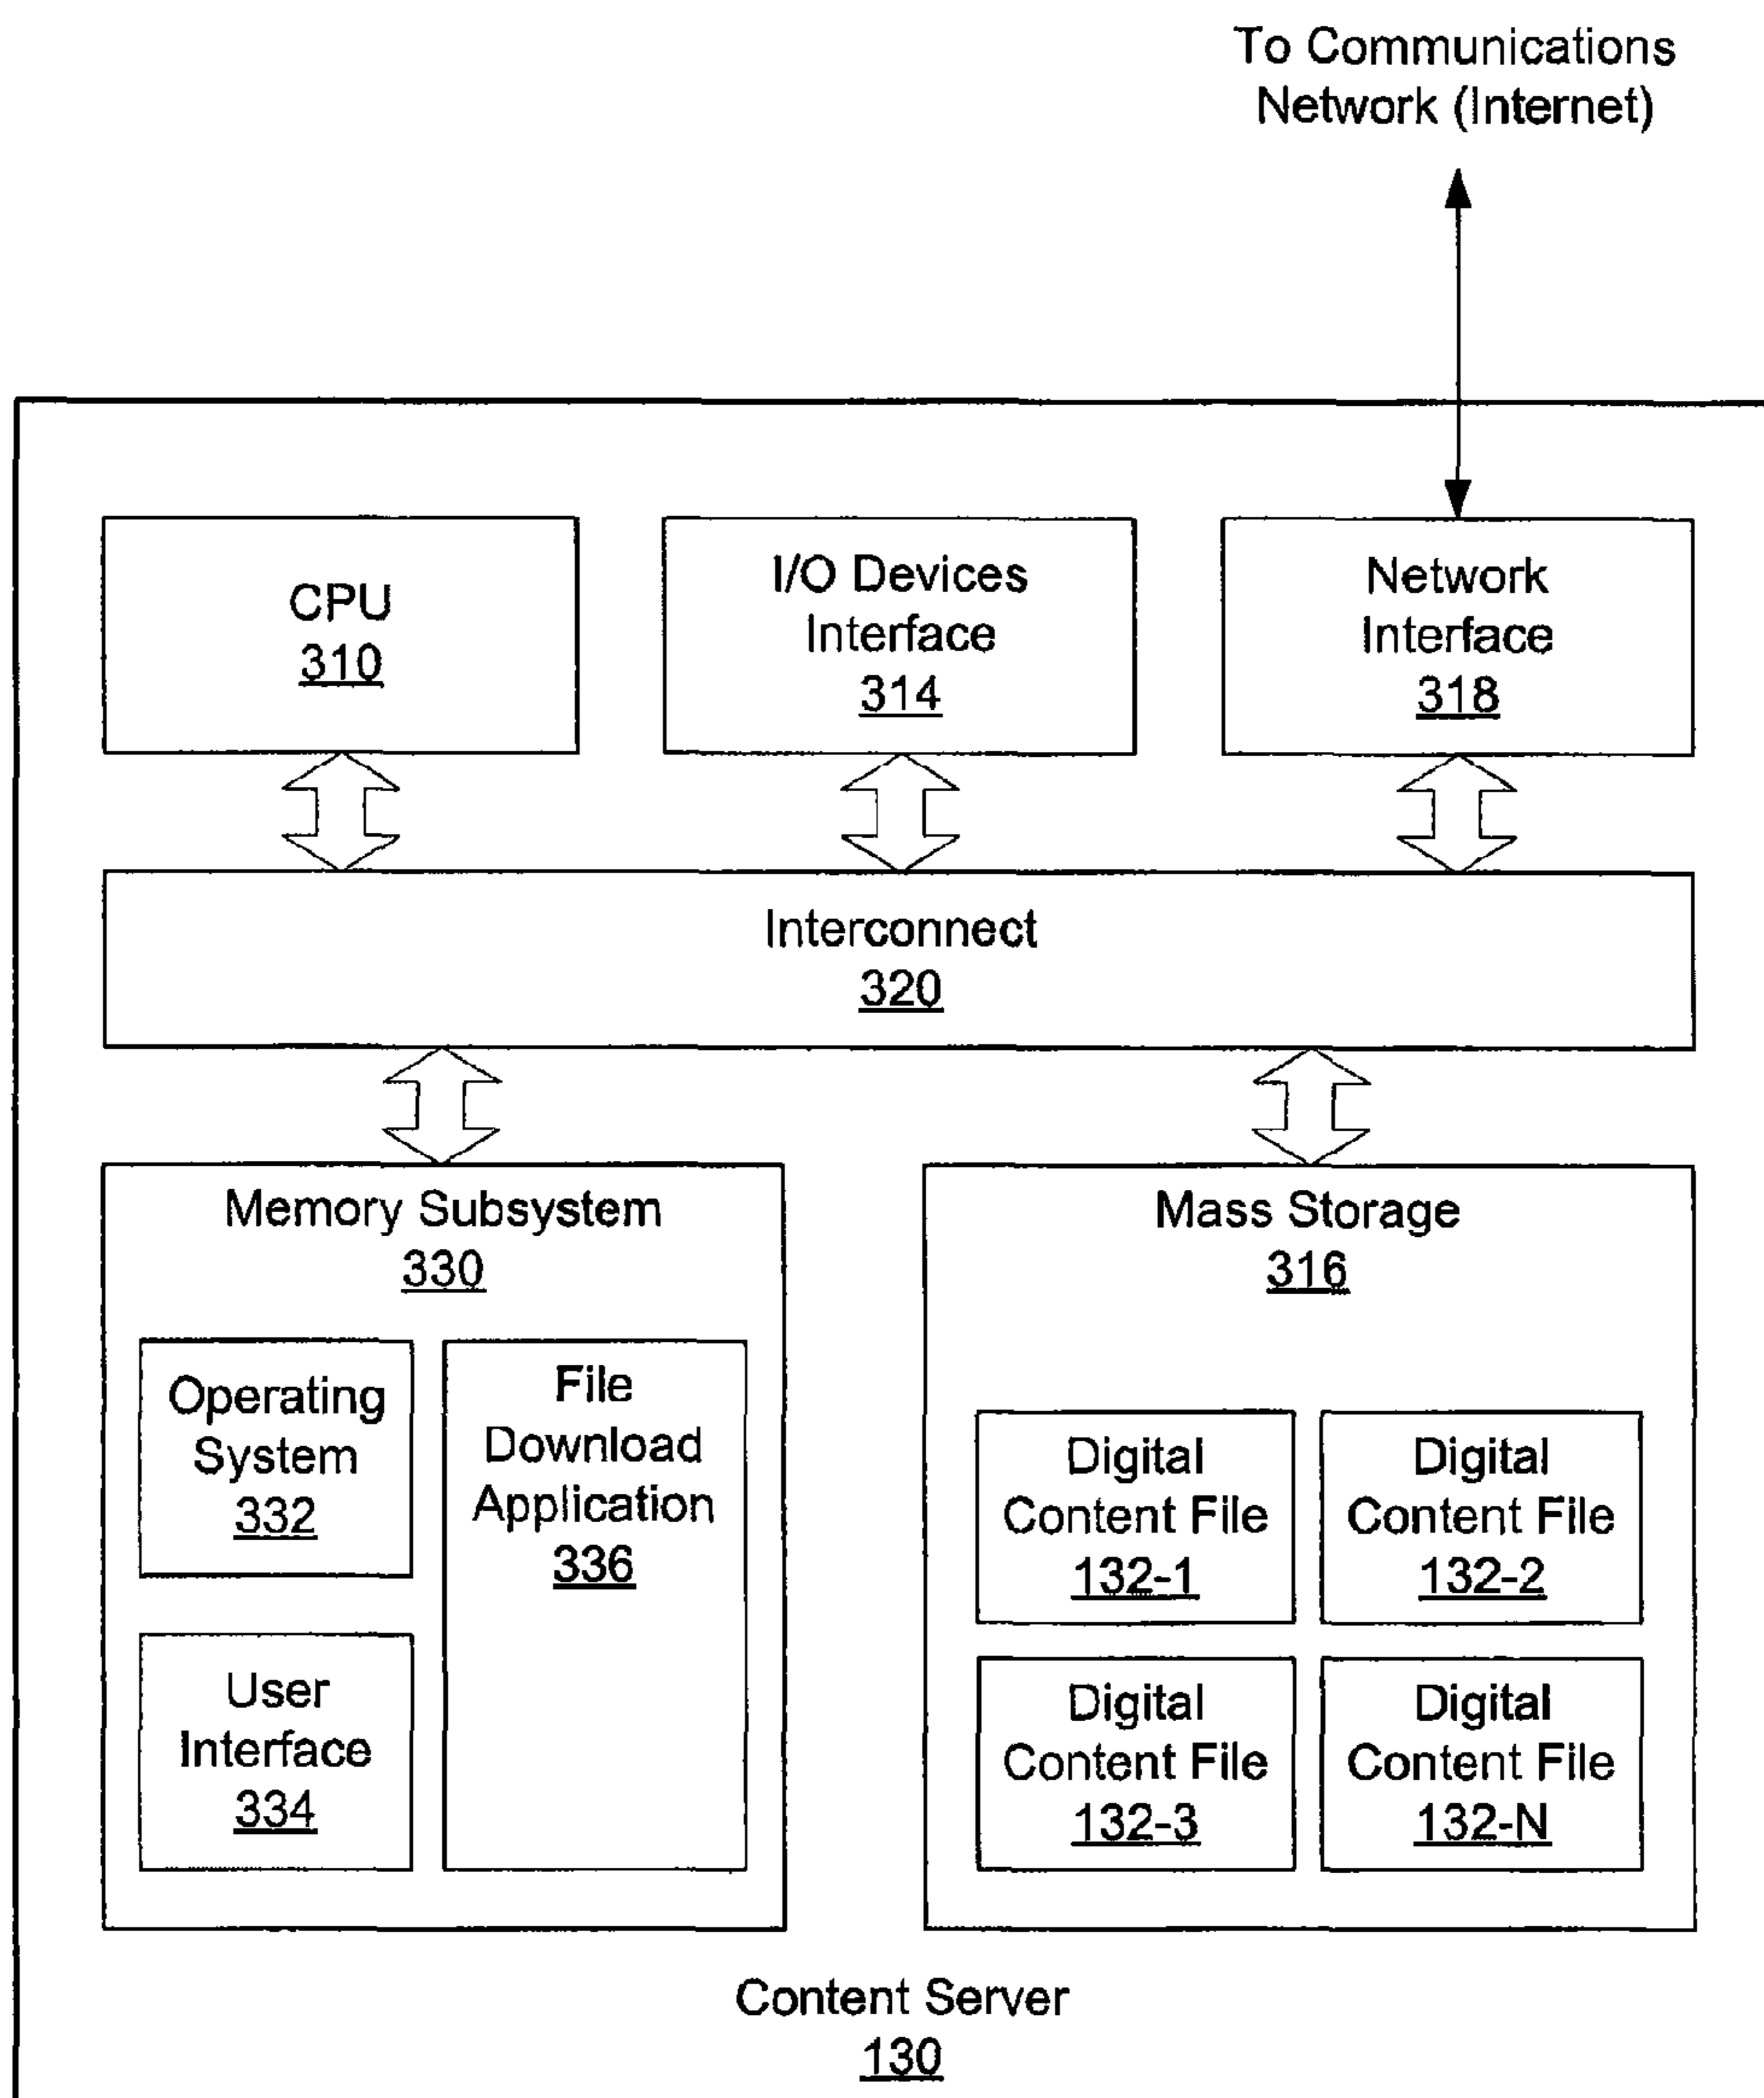 To Communications
Network (Internet)
CPU
310
I/O Devices
Interface
314
Network
Interface
318
Interconnect
320
Memory Subsystem
330
Operating
System
332
File
Download
Application
336
User
Interface
334
Mass Storage
316
Digital
Content File
132-1
Digital
Content File
132-2
Digital
Content File
132-3
Digital
Content File
132-N
Content Server
130